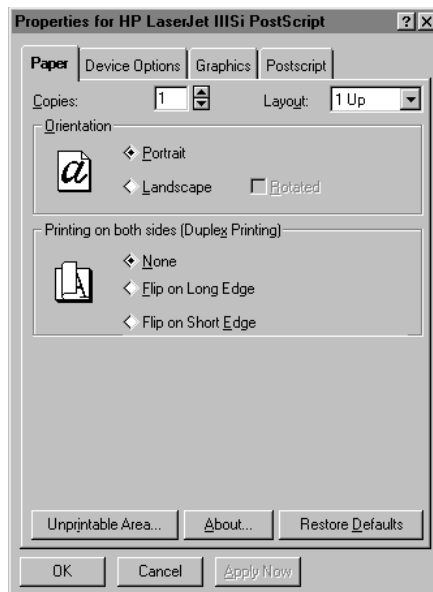 Properties for HP LaserJet IIISi PostScript
Paper Device Options Graphics Postscript
Copies: 1 Layout: 1 Up
Orientation
a
Portrait
Landscape Rotated
Printing on both sides (Duplex Printing)
A
None
Flip on Long Edge
Flip on Short Edge
Unprintable Area... About... Restore Defaults
OK Cancel Apply Now